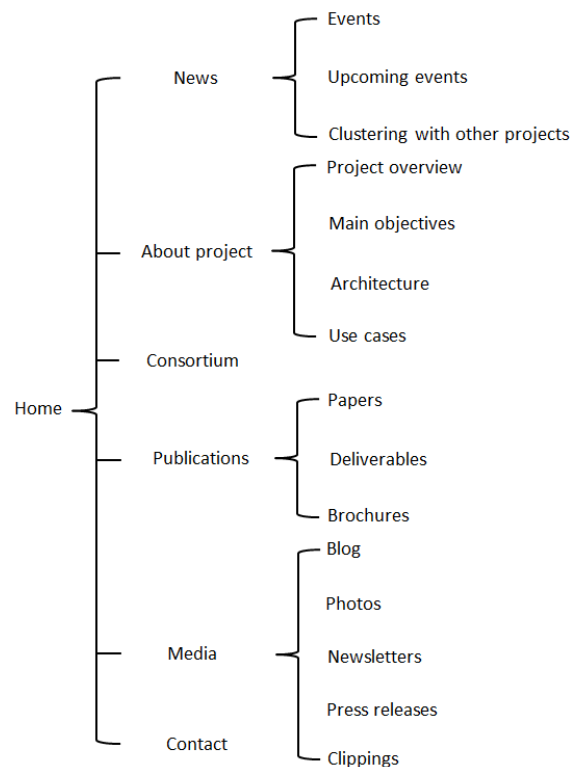 Home
News
Events
Upcoming events
Clustering with other projects
About project
Project overview
Main objectives
Architecture
Use cases
Consortium
Publications
Papers
Deliverables
Brochures
Media
Blog
Photos
Newsletters
Press releases
Clippings
Contact